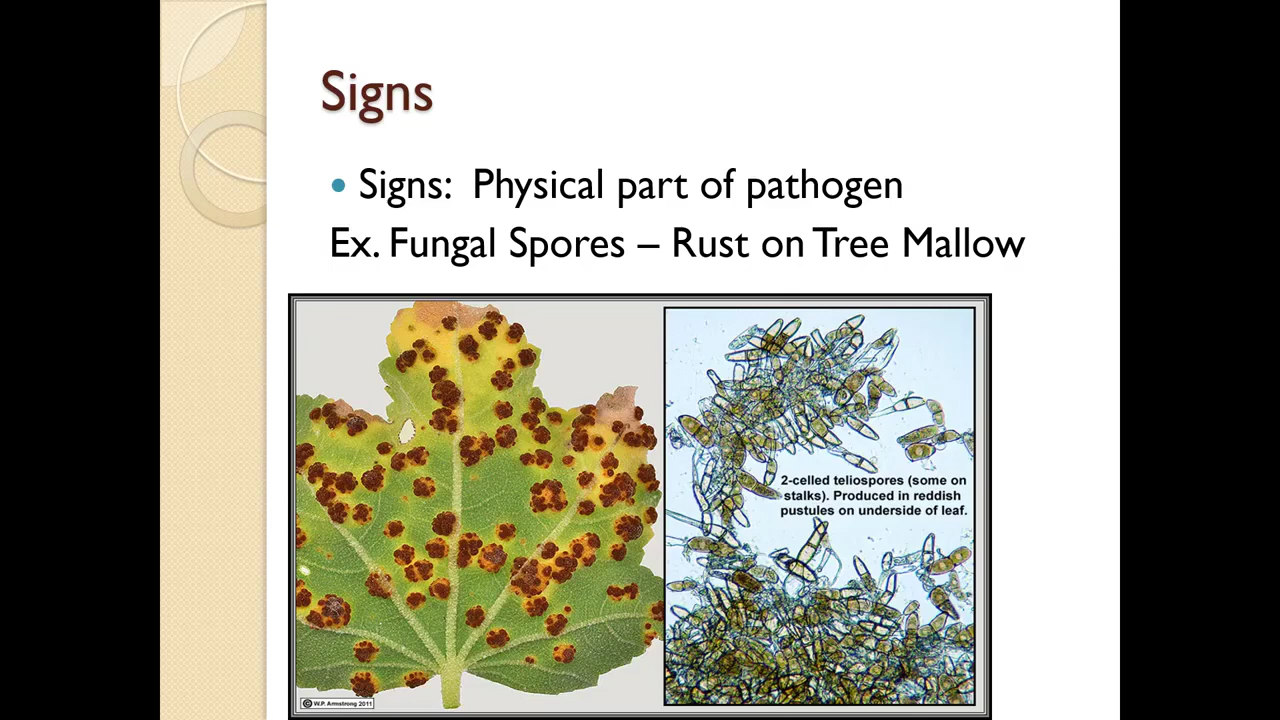 Signs
• Signz: Physical part of pathogen
Ex. Fungal Spores – Rust on Tree Mallow
2-celled teliospores (some on
stalks). Produced in reddish
pustules on underside of leaf.
© W.P. Armstrong 2011